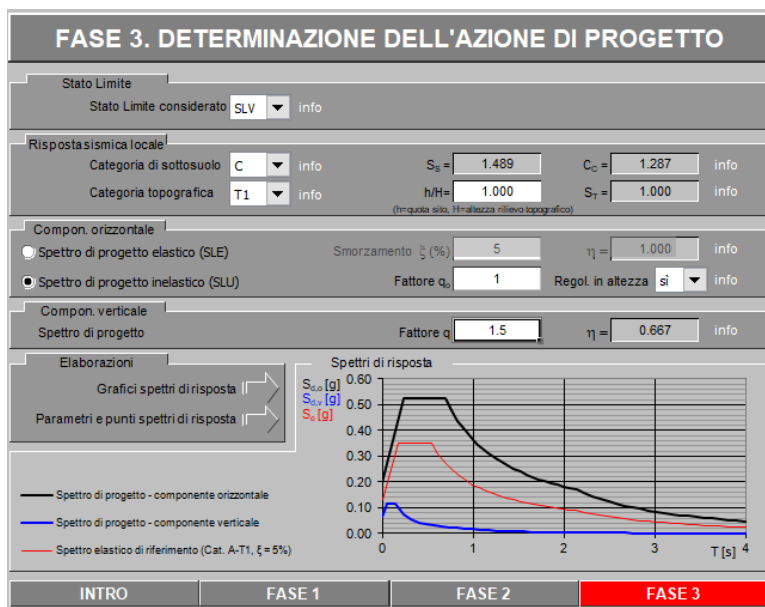 FASE 3. DETERMINAZIONE DELL'AZIONE DI PROGETTO
Stato Limite
Stato Limite considerato SLV info
Risposta sismica locale
Categoria di sottosuolo C info SS = 1.489 CC = 1.287 info
Categoria topografica T1 info h/H= 1.000 ST = 1.000 info
(h=quota sito, H=altezza rilievo topografico)
Compon. orizzontale
Spettro di progetto elastico (SLE) Smorzamento ξ (%) 5 η = 1.000 info
Spettro di progetto inelastico (SLU) Fattore qo 1 Regol. in altezza sì info
Compon. verticale
Spettro di progetto Fattore q 1.5 η = 0.667 info
Elaborazioni
Grafici spettri di risposta
Parametri e punti spettri di risposta
Spettri di risposta
Sd,o [g]
Sd,v [g]
Se [g]
0.60
0.50
0.40
0.30
0.20
0.10
0.00
0 1 2 3 4
T [s]
Spettro di progetto - componente orizzontale
Spettro di progetto - componente verticale
Spettro elastico di riferimento (Cat. A-T1, ξ = 5%)
INTRO FASE 1 FASE 2 FASE 3